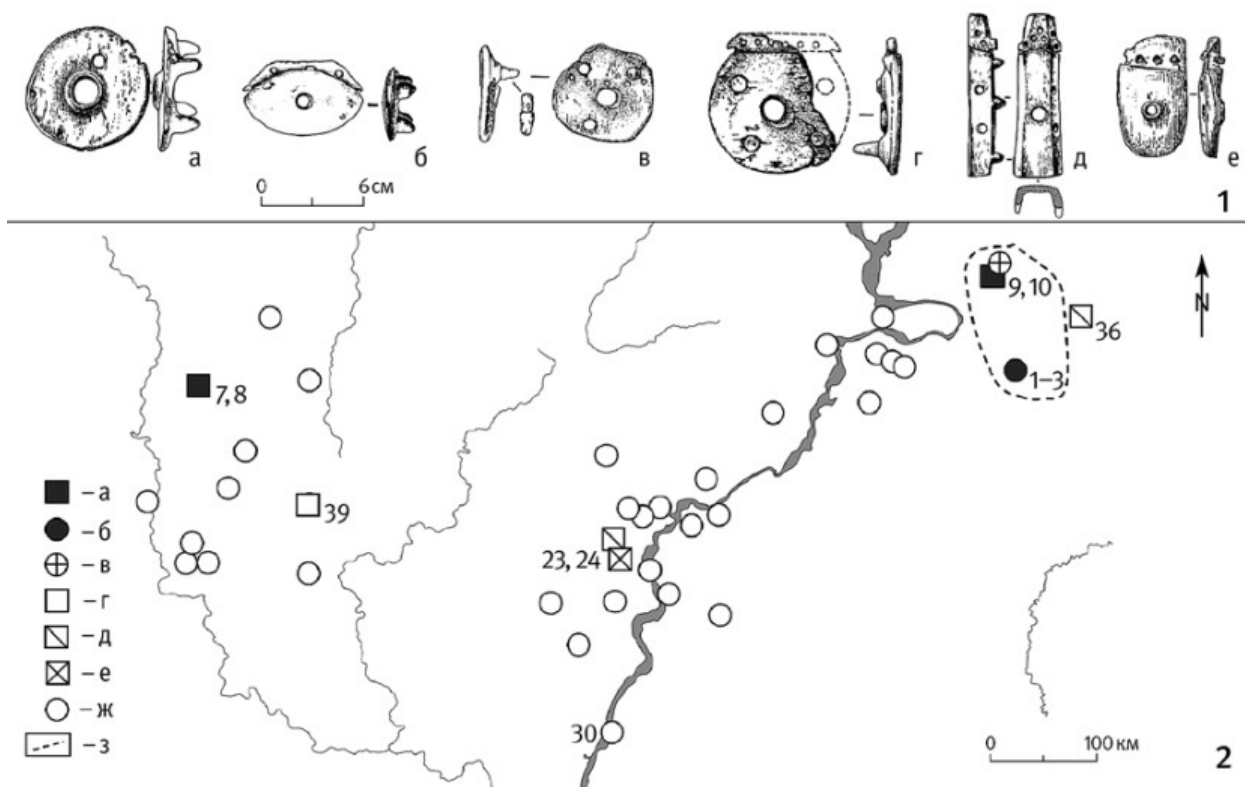 а
б
в
г
д
е
0 6 см
1
9, 10
N
36
1–3
7, 8
– а
39
– б
– в
23, 24
– г
– д
– е
– ж
30
– з
0 100 км
2